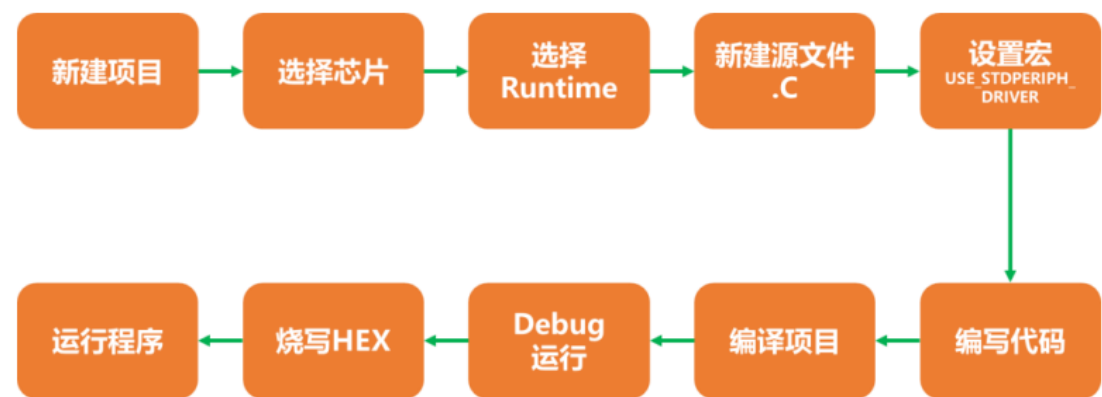 新建项目
选择芯片
选择
Runtime
新建源文件
.C
设置宏
USE_STDPERIPH_
DRIVER
运行程序
烧写HEX
Debug
运行
编译项目
编写代码